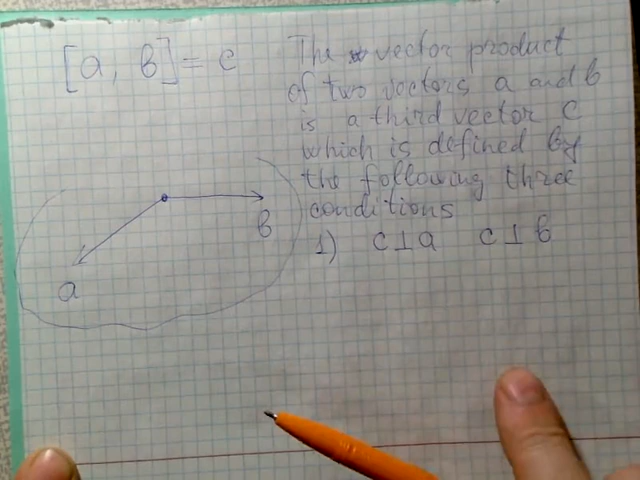 [a, b] = c
The vector product
of two vectors a and b
is a third vector c
which is defined by
the following three
conditions
1) c⊥a c⊥b
b
a